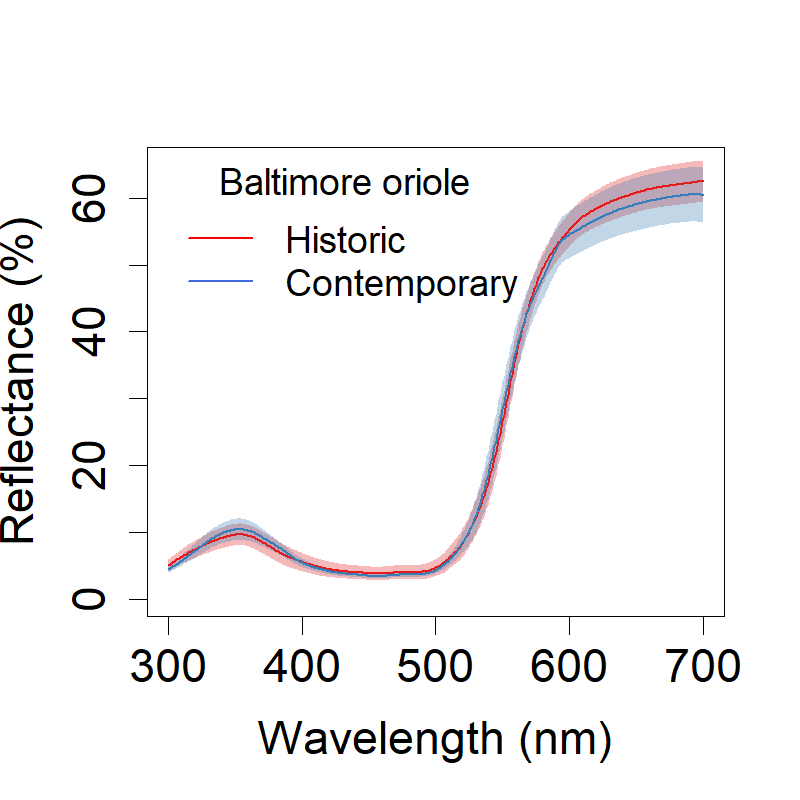 Baltimore oriole
Historic
Contemporary
Reflectance (%)
60
40
20
0
300 400 500 600 700
Wavelength (nm)